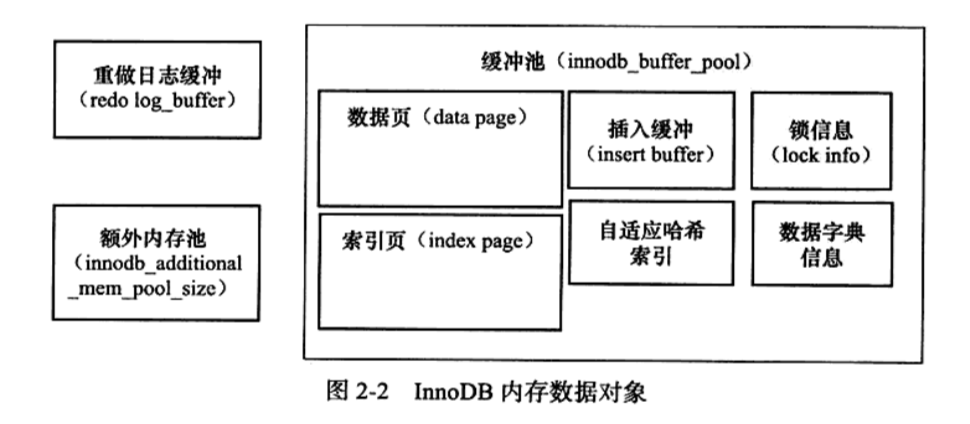 重做日志缓冲
（redo log_buffer）
额外内存池
（innodb_additional
_mem_pool_size）
缓冲池（innodb_buffer_pool）
数据页（data page）
插入缓冲
（insert buffer）
锁信息
（lock info）
索引页（index page）
自适应哈希
索引
数据字典
信息
图 2-2 InnoDB 内存数据对象